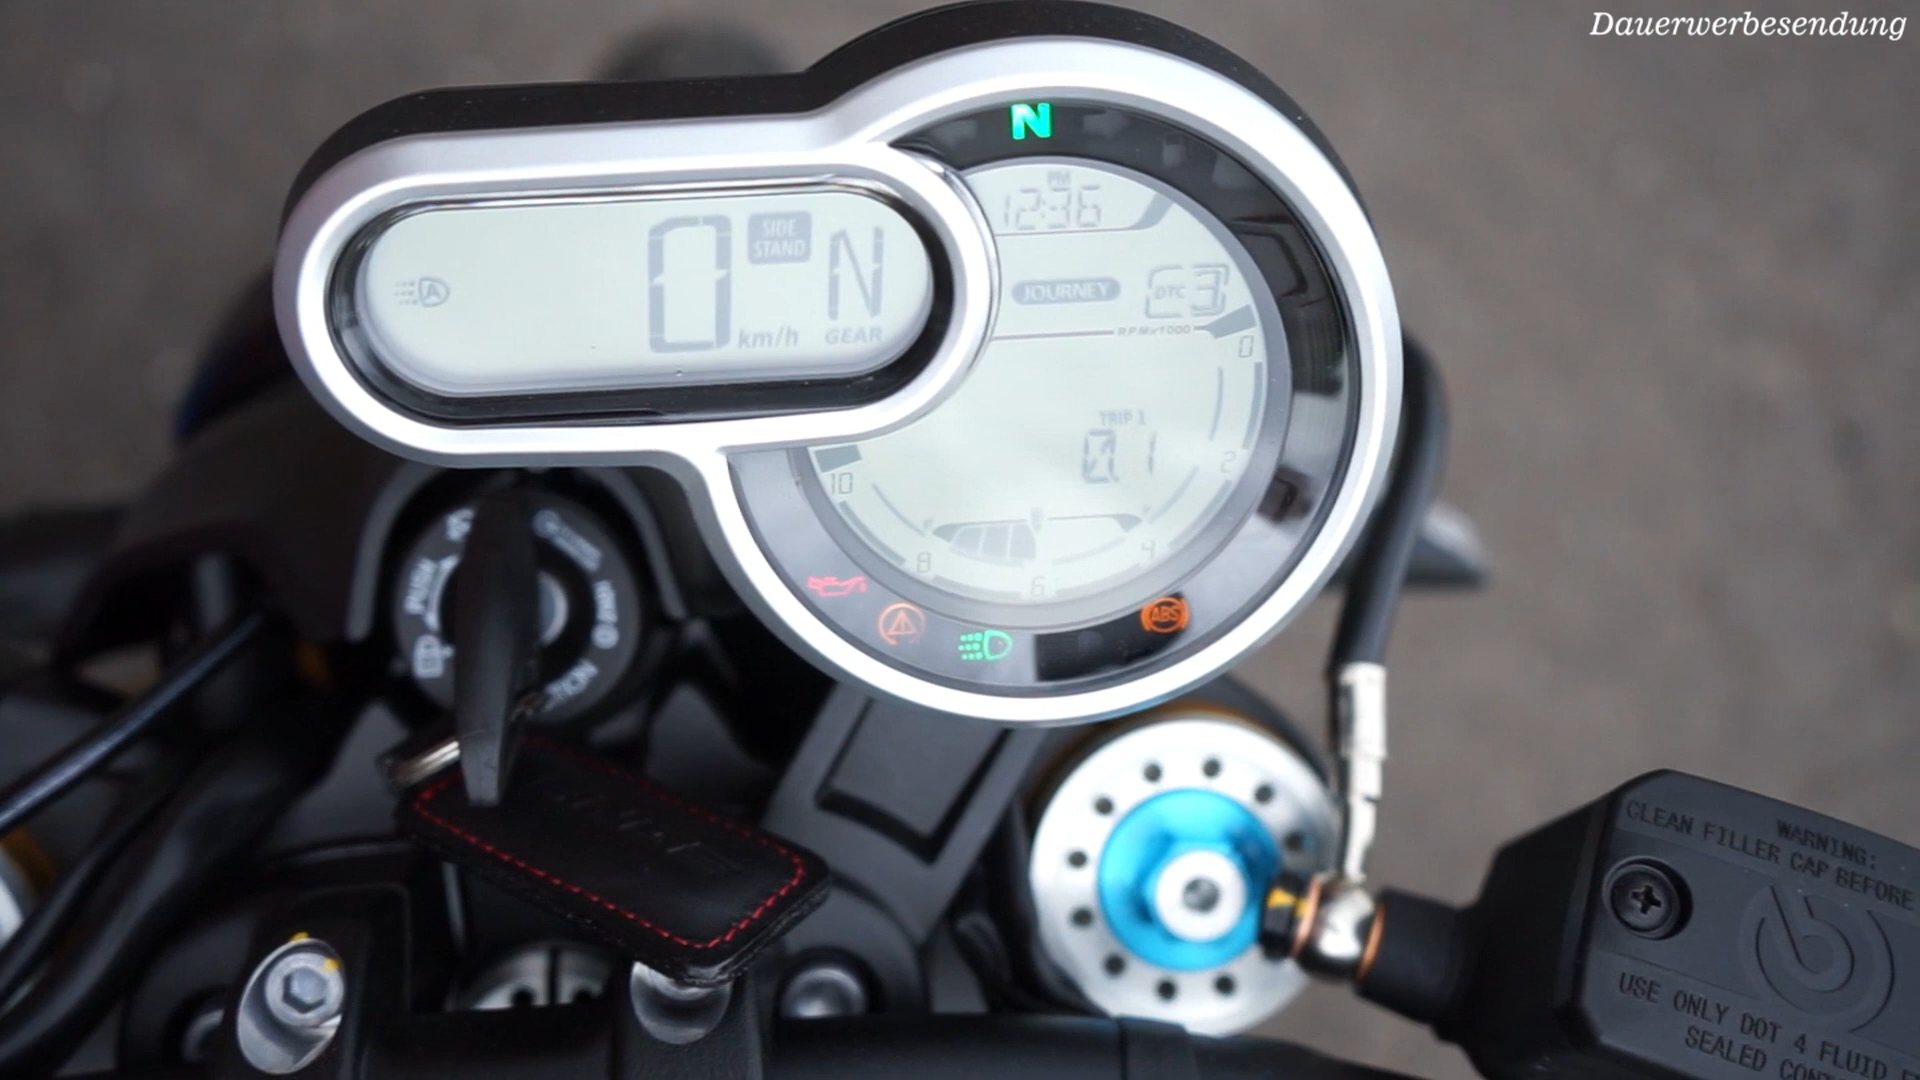 Dauerwerbesendung
N
PM
12:36
SIDE
STAND
0
km/h
N
GEAR
A
JOURNEY
DTC 3
RPMx1000
0
TRIP 1
0.1
2
10
8
4
6
ABS
PUSH
WARNING:
CLEAN FILLER CAP BEFORE
USE ONLY DOT 4 FLUID
SEALED